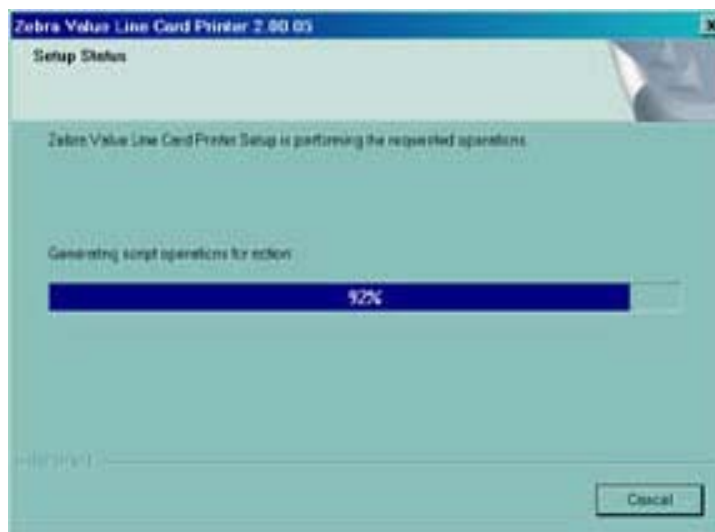 Zebra Value Line Card Printer 2.00.05
Setup Status
Zebra Value Line Card Printer Setup is performing the requested operations.
Generating script operations for action:
92%
Cancel